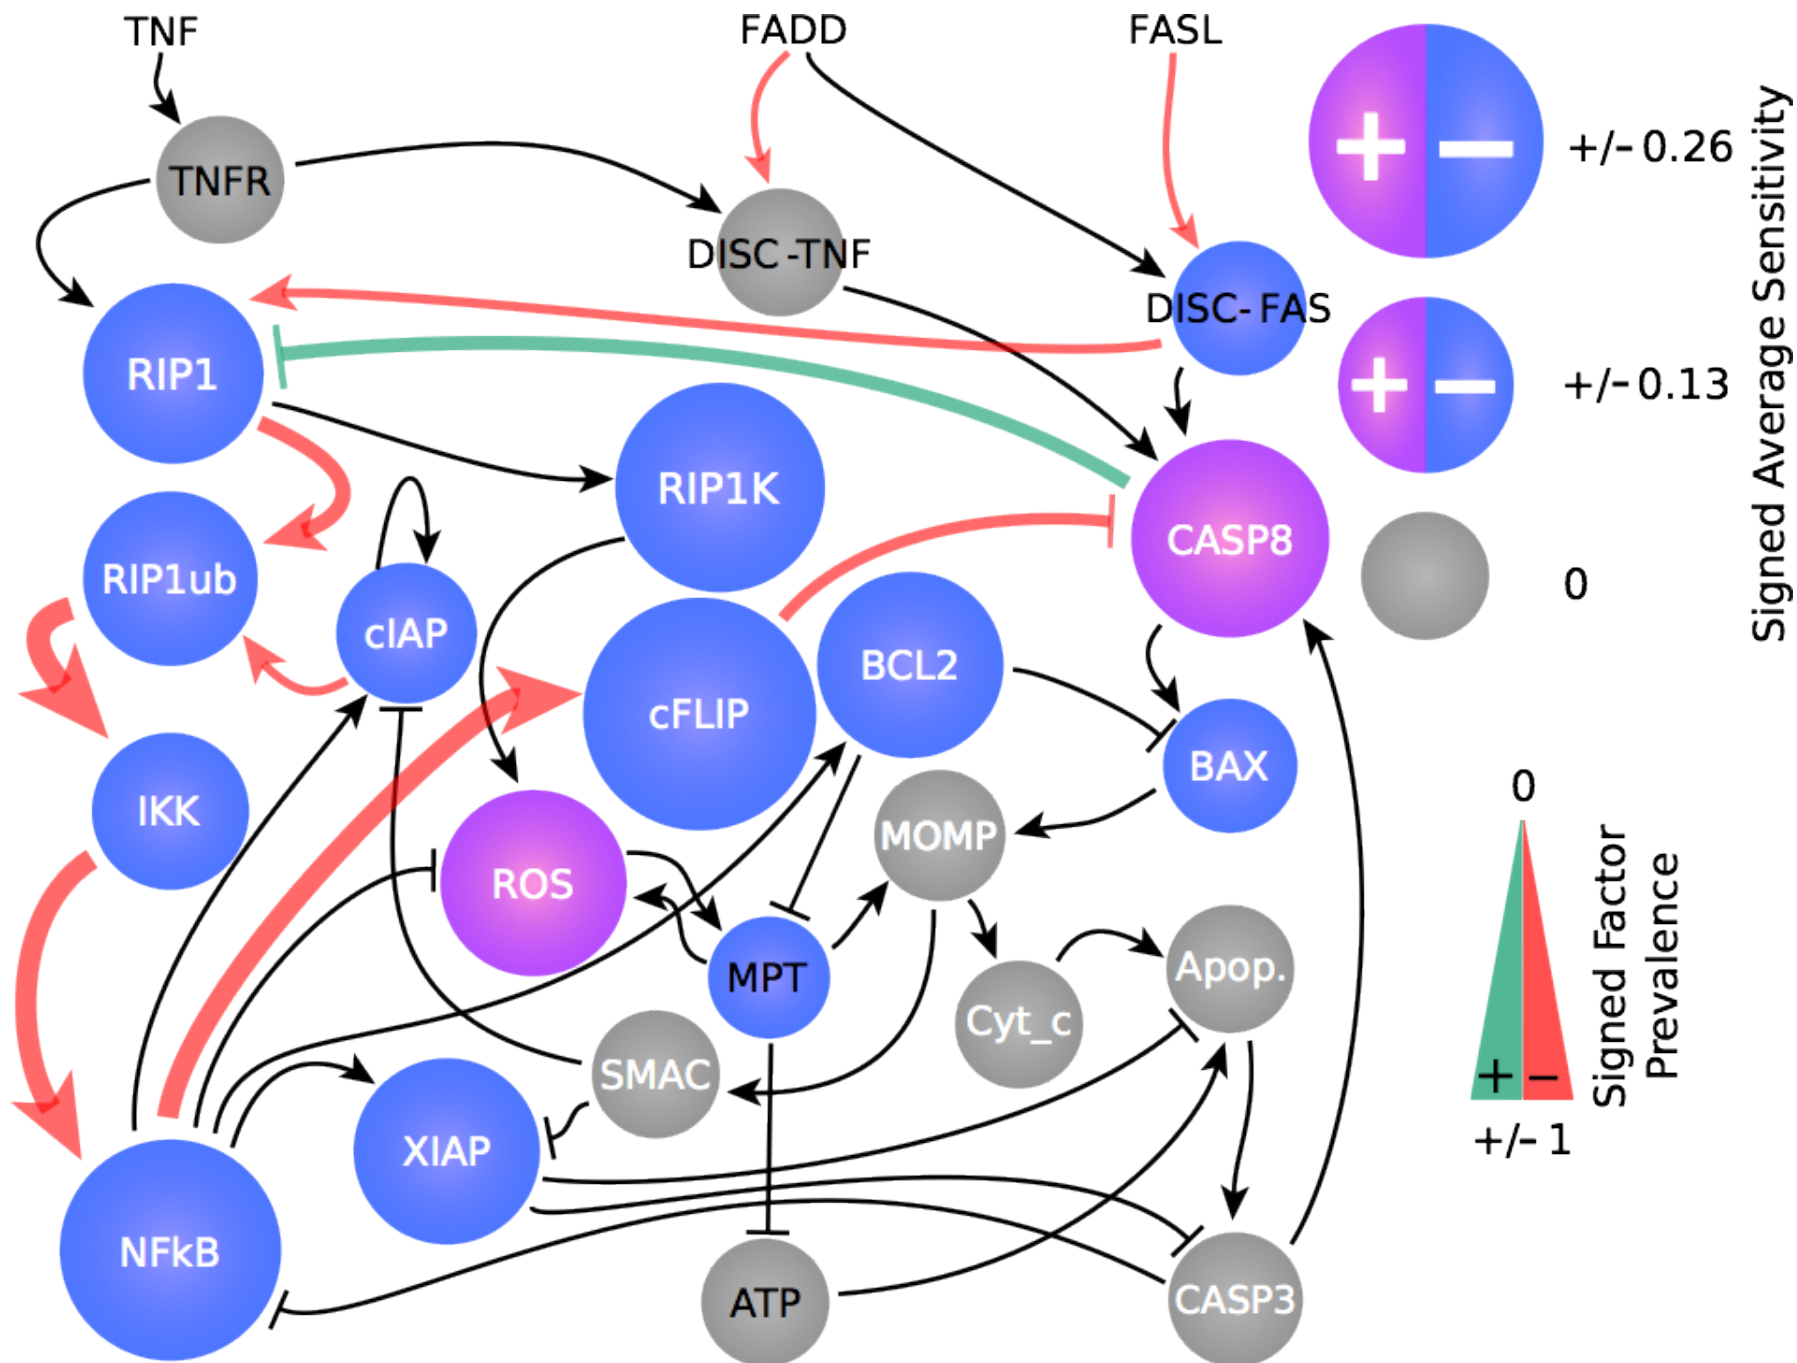 TNF
FADD
FASL
TNFR
DISC-TNF
DISC-FAS
RIP1
RIP1K
CASP8
RIP1ub
cIAP
cFLIP
BCL2
BAX
IKK
ROS
MOMP
MPT
Apop.
Cyt_c
SMAC
XIAP
NFkB
ATP
CASP3
+ −
+/- 0.26
+ −
+/- 0.13
0
Signed Average Sensitivity
0
+ −
+/- 1
Signed Factor
Prevalence